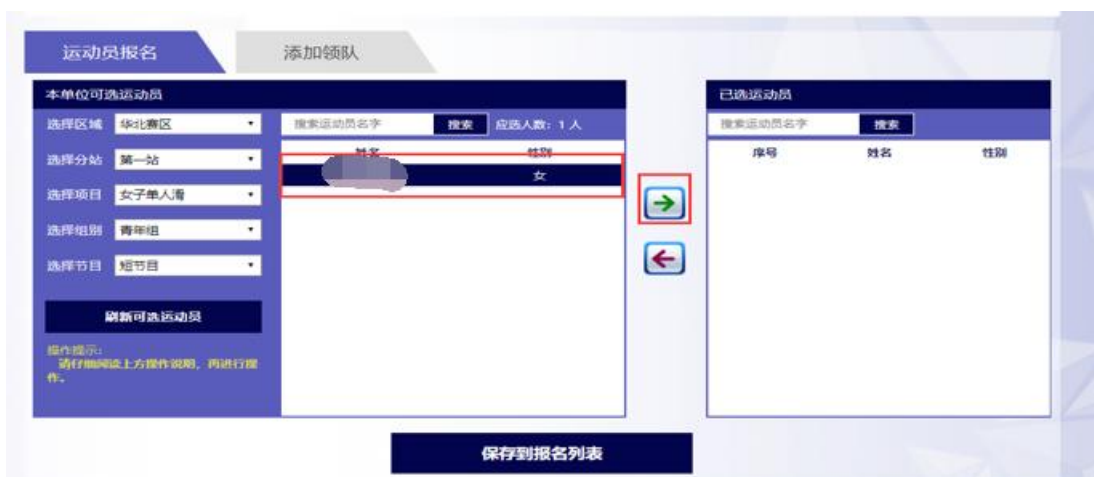 运动员报名
添加领队
本单位可选运动员
选择区域 华北赛区
搜索运动员名字 搜索 应选人数：1 人
选择分站 第一站
姓名 性别
女
选择项目 女子单人滑
选择组别 青年组
选择节目 短节目
刷新可选运动员
操作提示：
请仔细阅读上方操作说明，再进行操
作。
已选运动员
搜索运动员名字 搜索
序号 姓名 性别
保存到报名列表